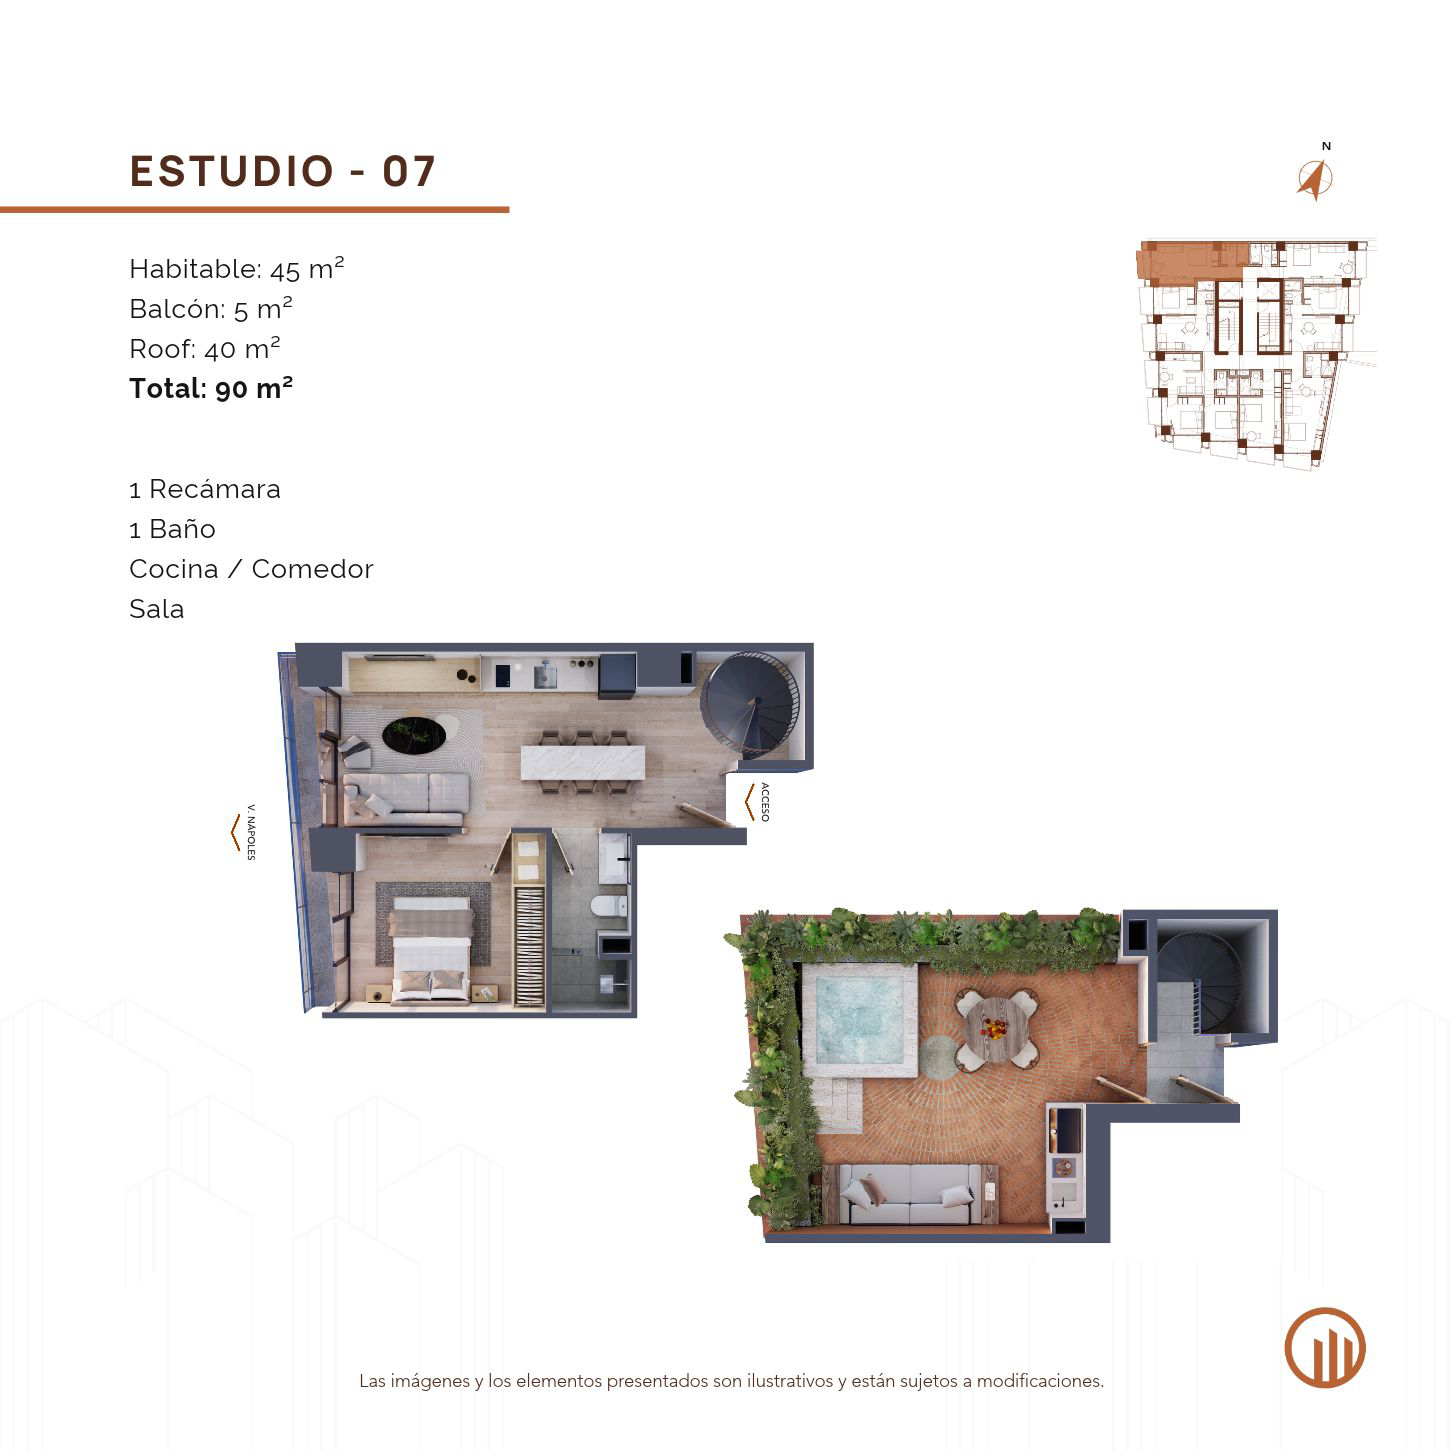 ESTUDIO - 07
N
Habitable: 45 m²
Balcón: 5 m²
Roof: 40 m²
Total: 90 m²
1 Recámara
1 Baño
Cocina / Comedor
Sala
ACCESO
V. NÁPOLES
Las imágenes y los elementos presentados son ilustrativos y están sujetos a modificaciones.